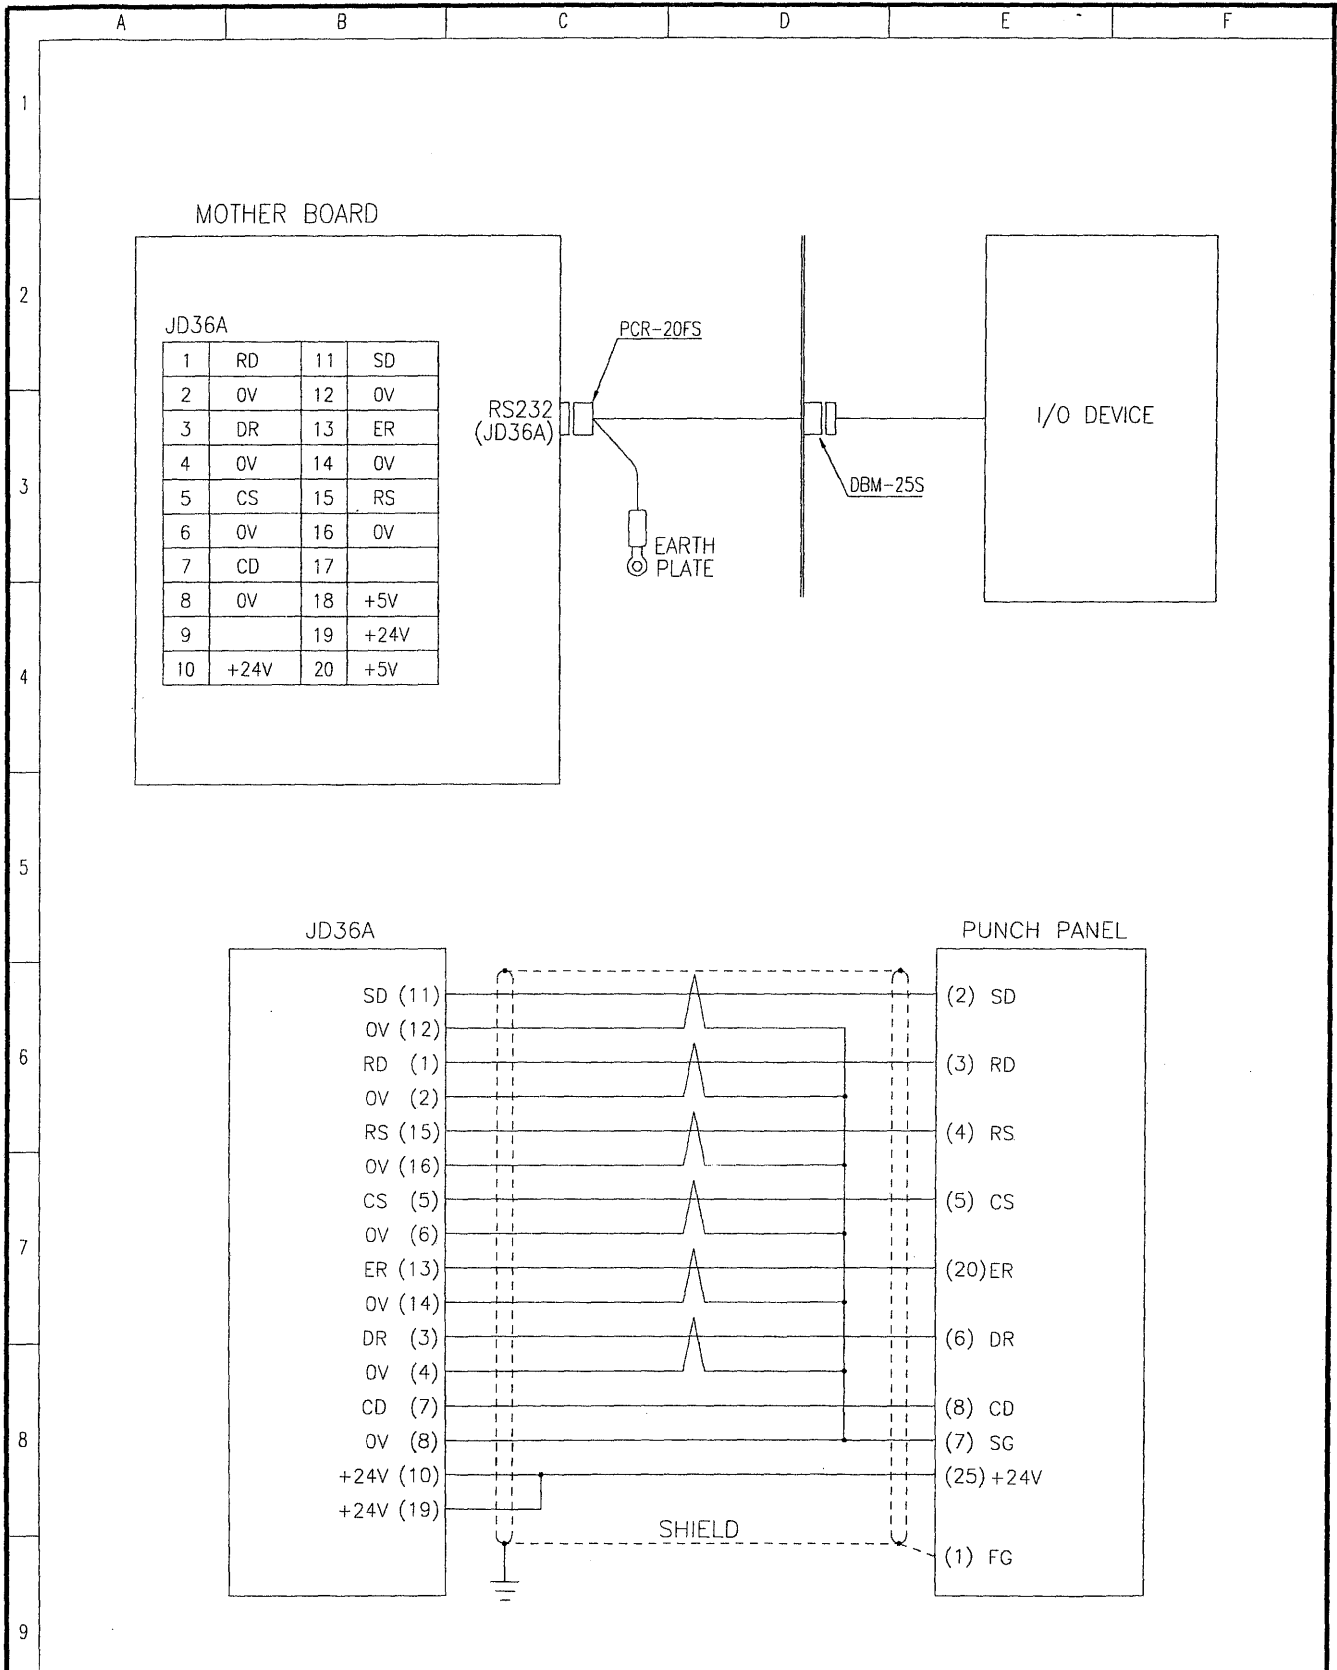 A B C D E F
1
MOTHER BOARD
2
JD36A
PCR-20FS
1 RD 11 SD
2 0V 12 0V
RS232
(JD36A)
I/O DEVICE
3 DR 13 ER
4 0V 14 0V
3
DBM-25S
5 CS 15 RS
6 0V 16 0V
EARTH
PLATE
7 CD 17
8 0V 18 +5V
9 19 +24V
4
10 +24V 20 +5V
5
JD36A PUNCH PANEL
SD (11) (2) SD
0V (12)
6
RD (1) (3) RD
0V (2)
RS (15) (4) RS
0V (16)
CS (5) (5) CS
0V (6)
7
ER (13) (20) ER
0V (14)
DR (3) (6) DR
0V (4)
CD (7) (8) CD
8
0V (8) (7) SG
+24V (10) (25) +24V
+24V (19)
SHIELD
(1) FG
9